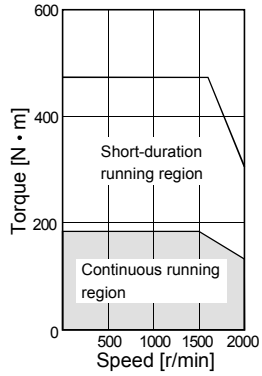 600
400
200
0
Torque [N・m]
Short-duration
running region
Continuous running
region
500 1000 1500 2000
Speed [r/min]